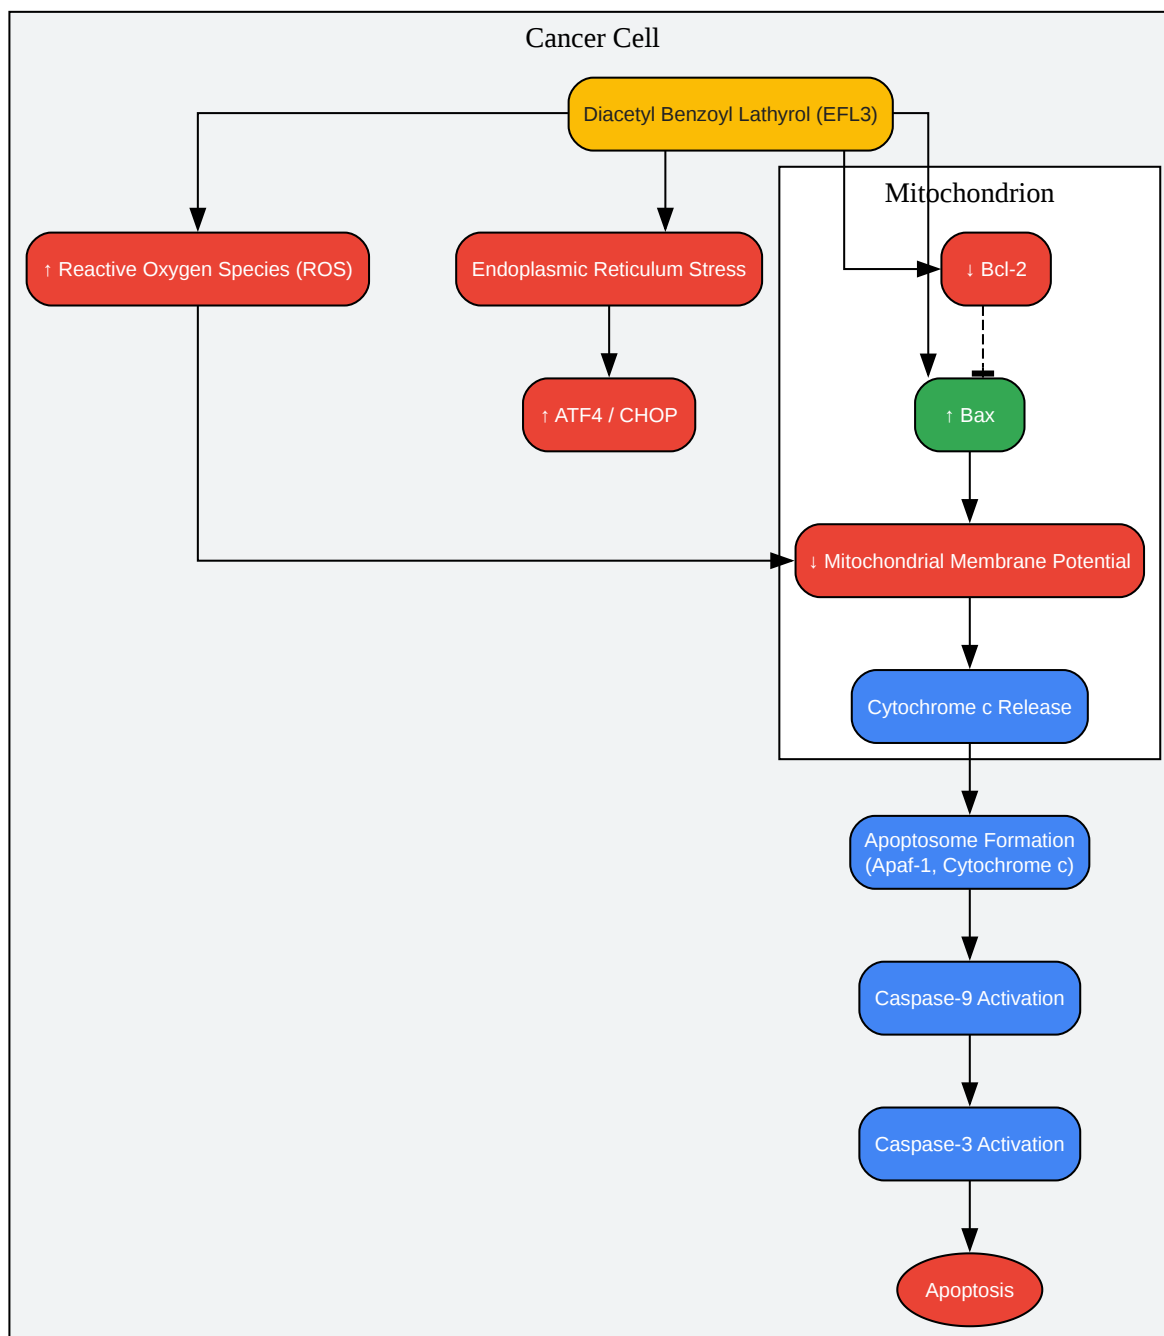 Cancer Cell
Diacetyl Benzoyl Lathyrol (EFL3)
Mitochondrion
↑ Reactive Oxygen Species (ROS)
Endoplasmic Reticulum Stress
↓ Bcl-2
↑ ATF4 / CHOP
↑ Bax
↓ Mitochondrial Membrane Potential
Cytochrome c Release
Apoptosome Formation
(Apaf-1, Cytochrome c)
Caspase-9 Activation
Caspase-3 Activation
Apoptosis